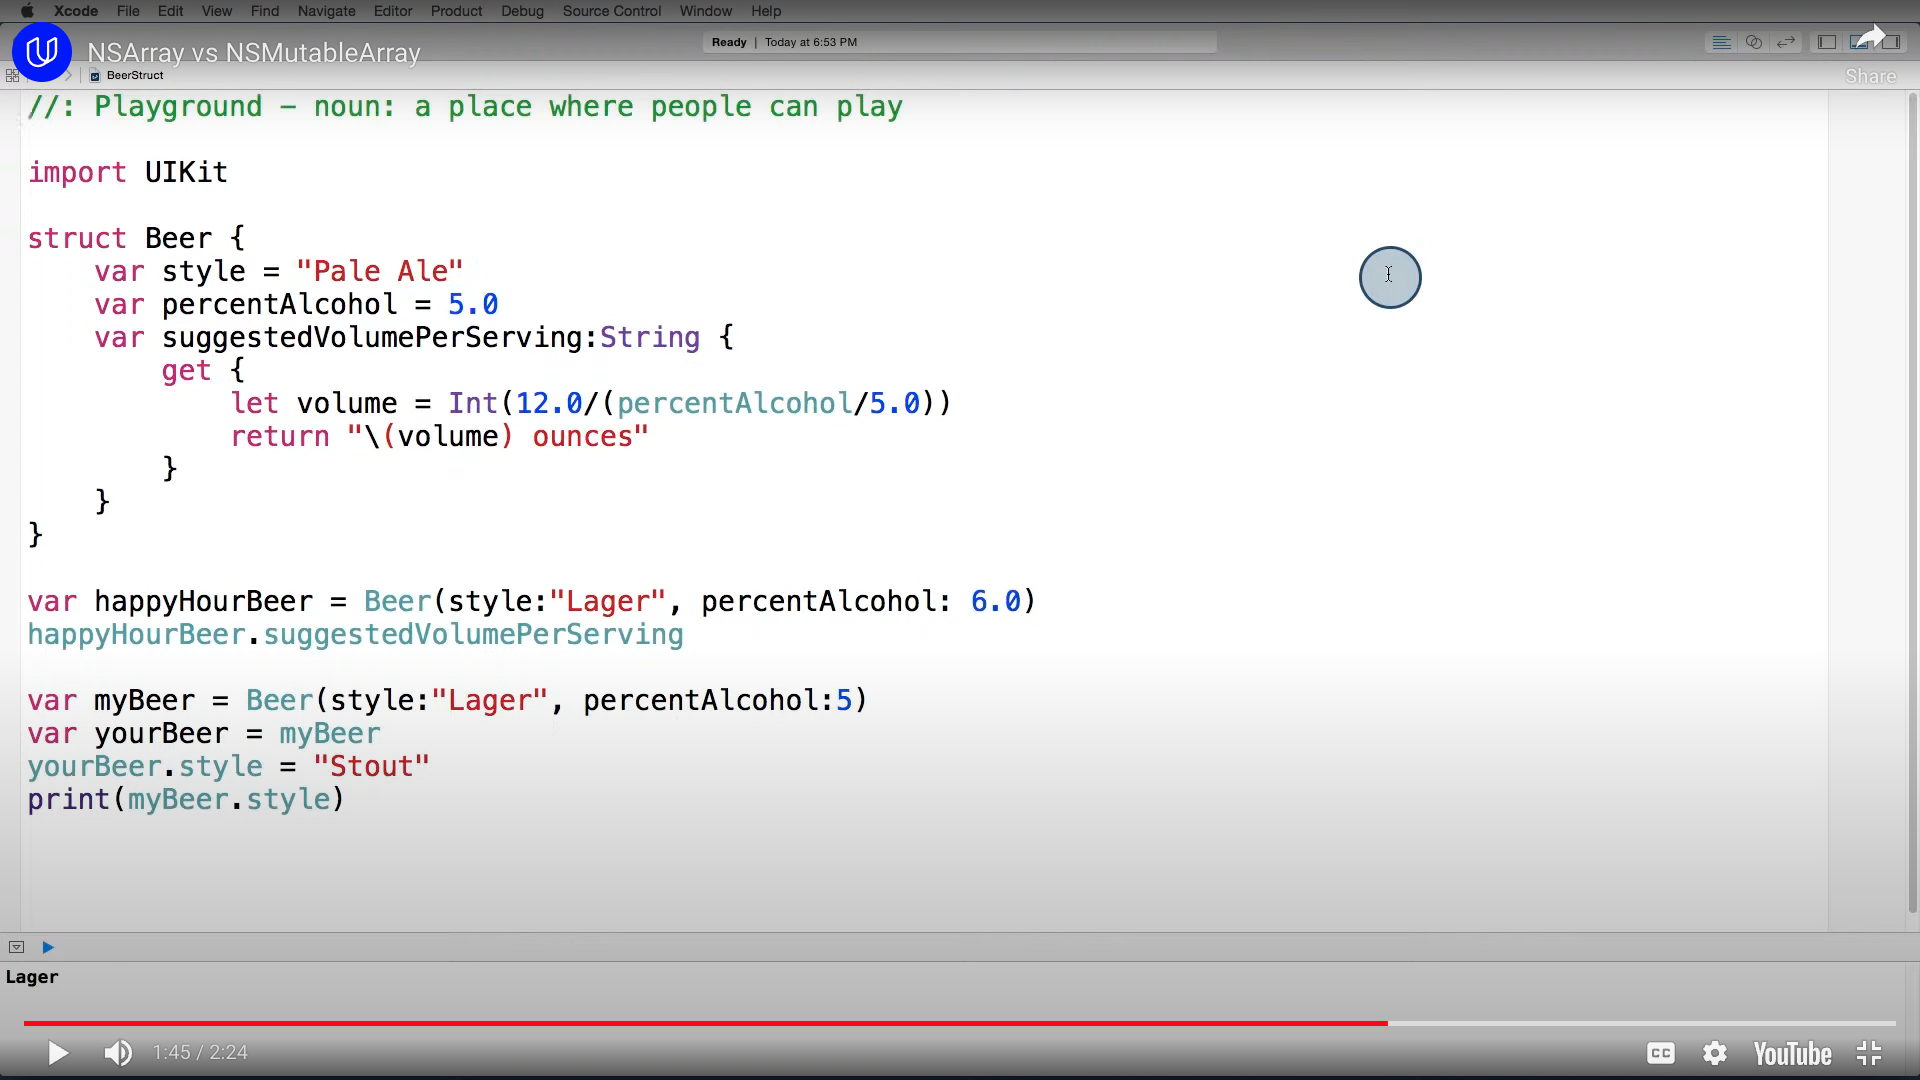 Xcode File Edit View Find Navigate Editor Product Debug Source Control Window Help
NSArray vs NSMutableArray
Ready | Today at 6:53 PM
Share
BeerStruct
//: Playground – noun: a place where people can play
import UIKit
struct Beer {
    var style = "Pale Ale"
    var percentAlcohol = 5.0
    var suggestedVolumePerServing:String {
        get {
            let volume = Int(12.0/(percentAlcohol/5.0))
            return "\(volume) ounces"
        }
    }
}
var happyHourBeer = Beer(style:"Lager", percentAlcohol: 6.0)
happyHourBeer.suggestedVolumePerServing
var myBeer = Beer(style:"Lager", percentAlcohol:5)
var yourBeer = myBeer
yourBeer.style = "Stout"
print(myBeer.style)
Lager
1:45 / 2:24
CC
YouTube